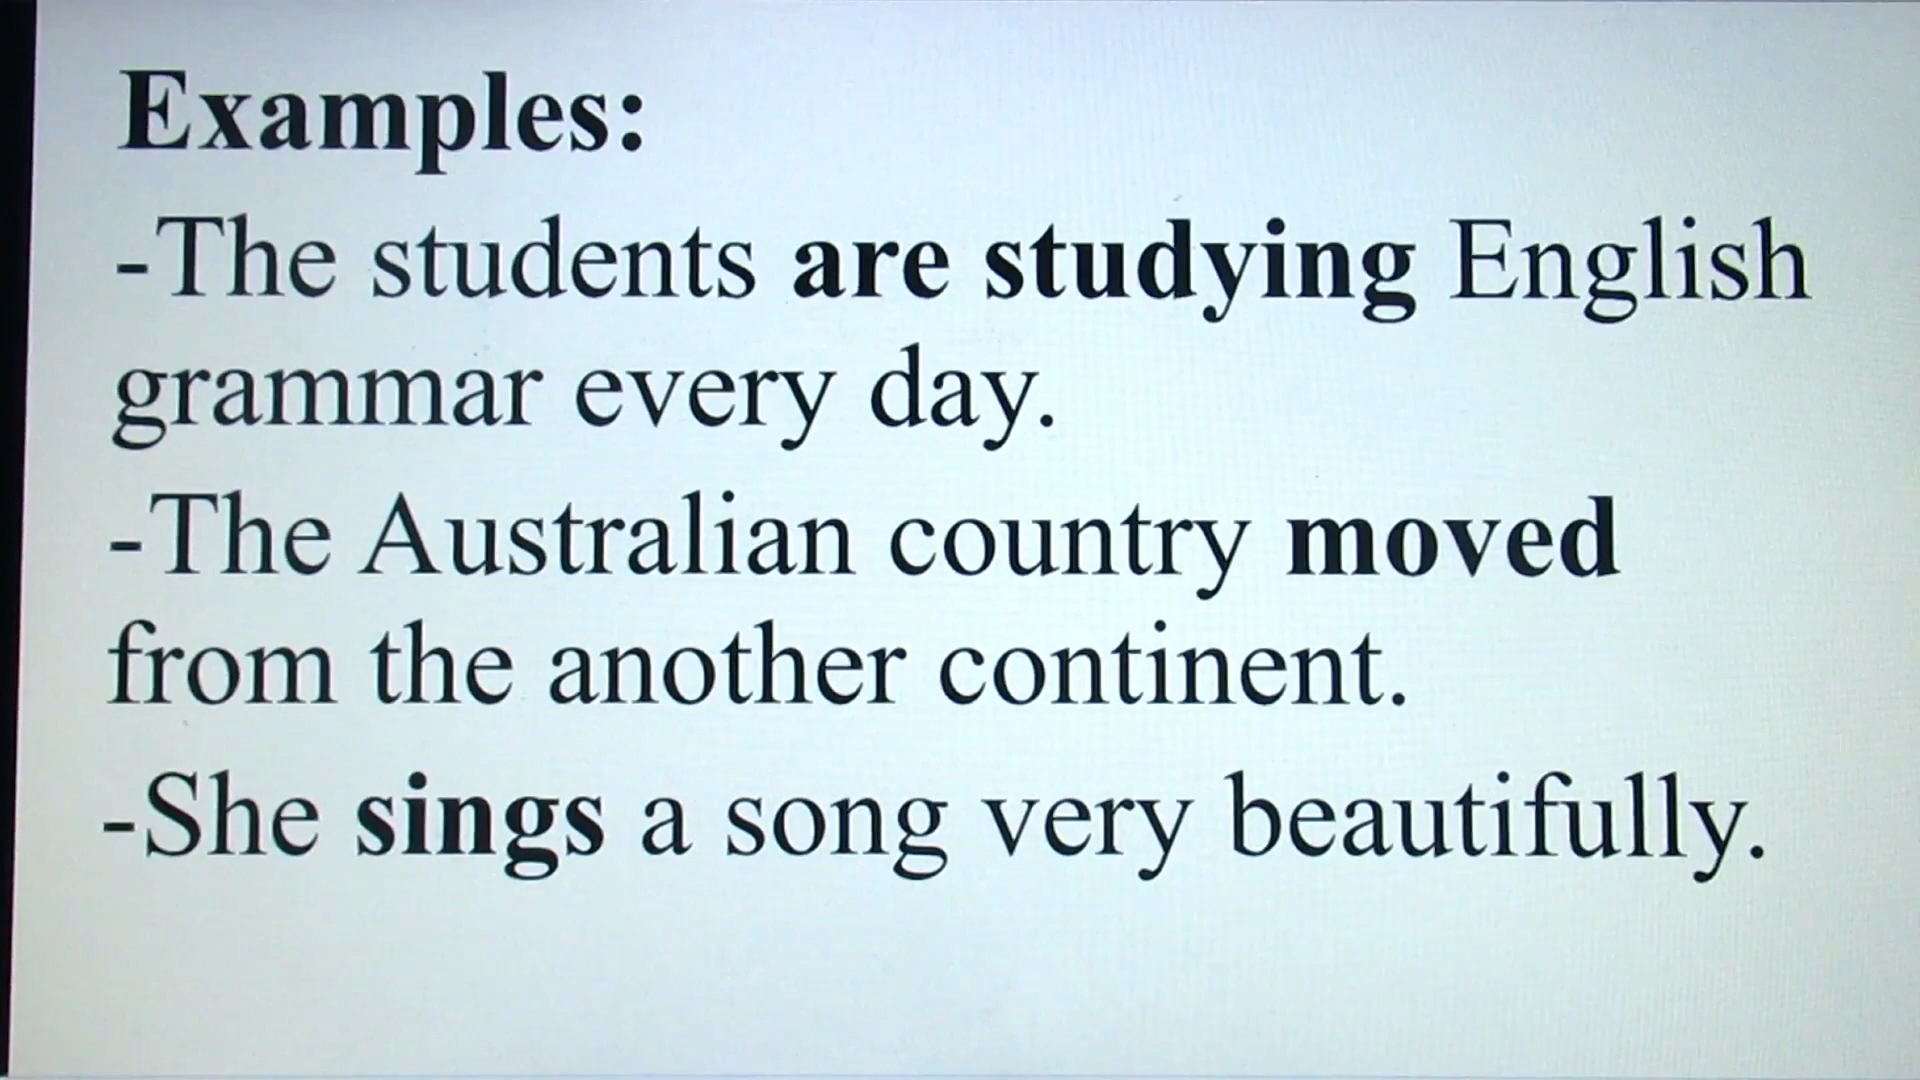 Examples:
-The students are studying English
grammar every day.
-The Australian country moved
from the another continent.
-She sings a song very beautifully.